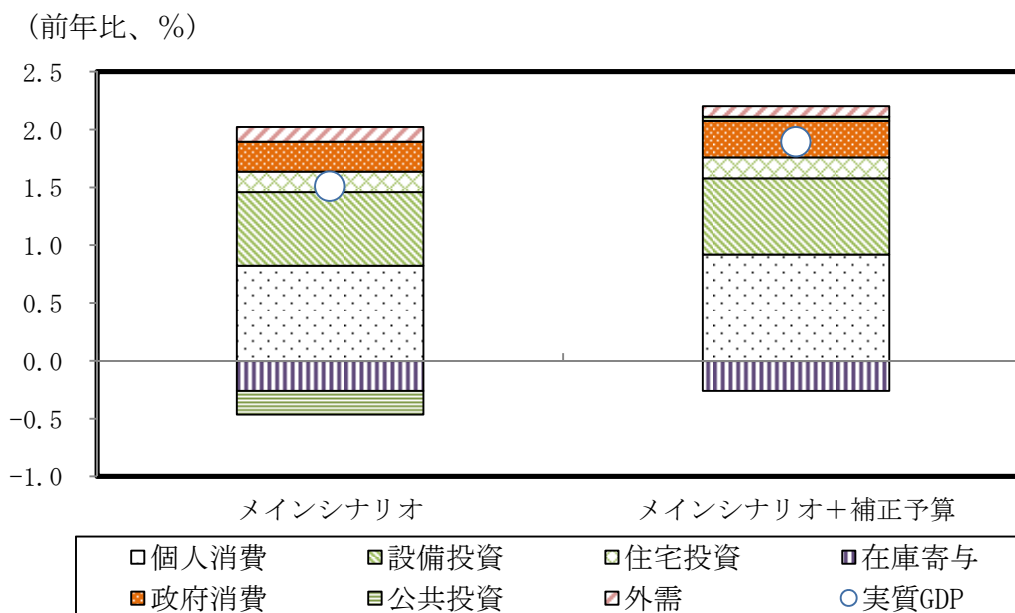 (前年比、%)
2.5
2.0
1.5
1.0
0.5
0.0
-0.5
-1.0
メインシナリオ メインシナリオ+補正予算
個人消費 設備投資 住宅投資 在庫寄与
政府消費 公共投資 外需 実質GDP